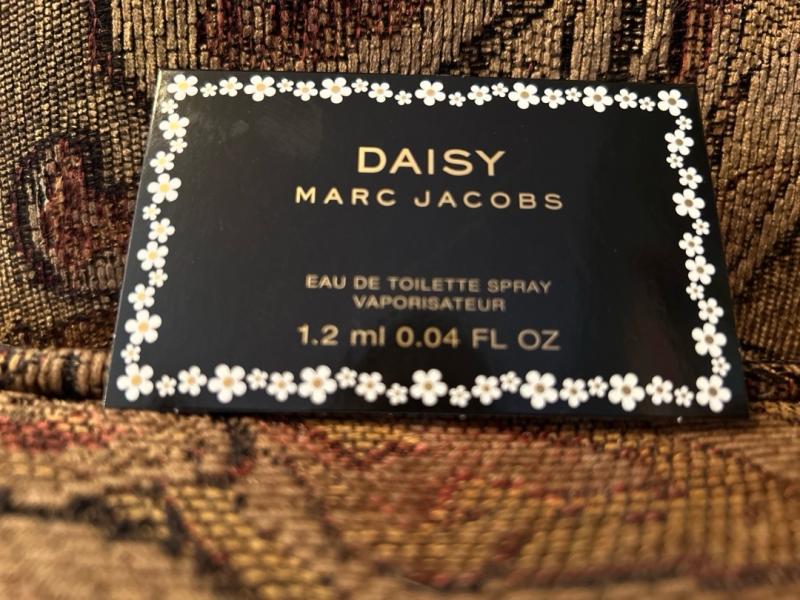 DAISY
MARC JACOBS
EAU DE TOILETTE SPRAY
VAPORISATEUR
1.2 ml 0.04 FL OZ